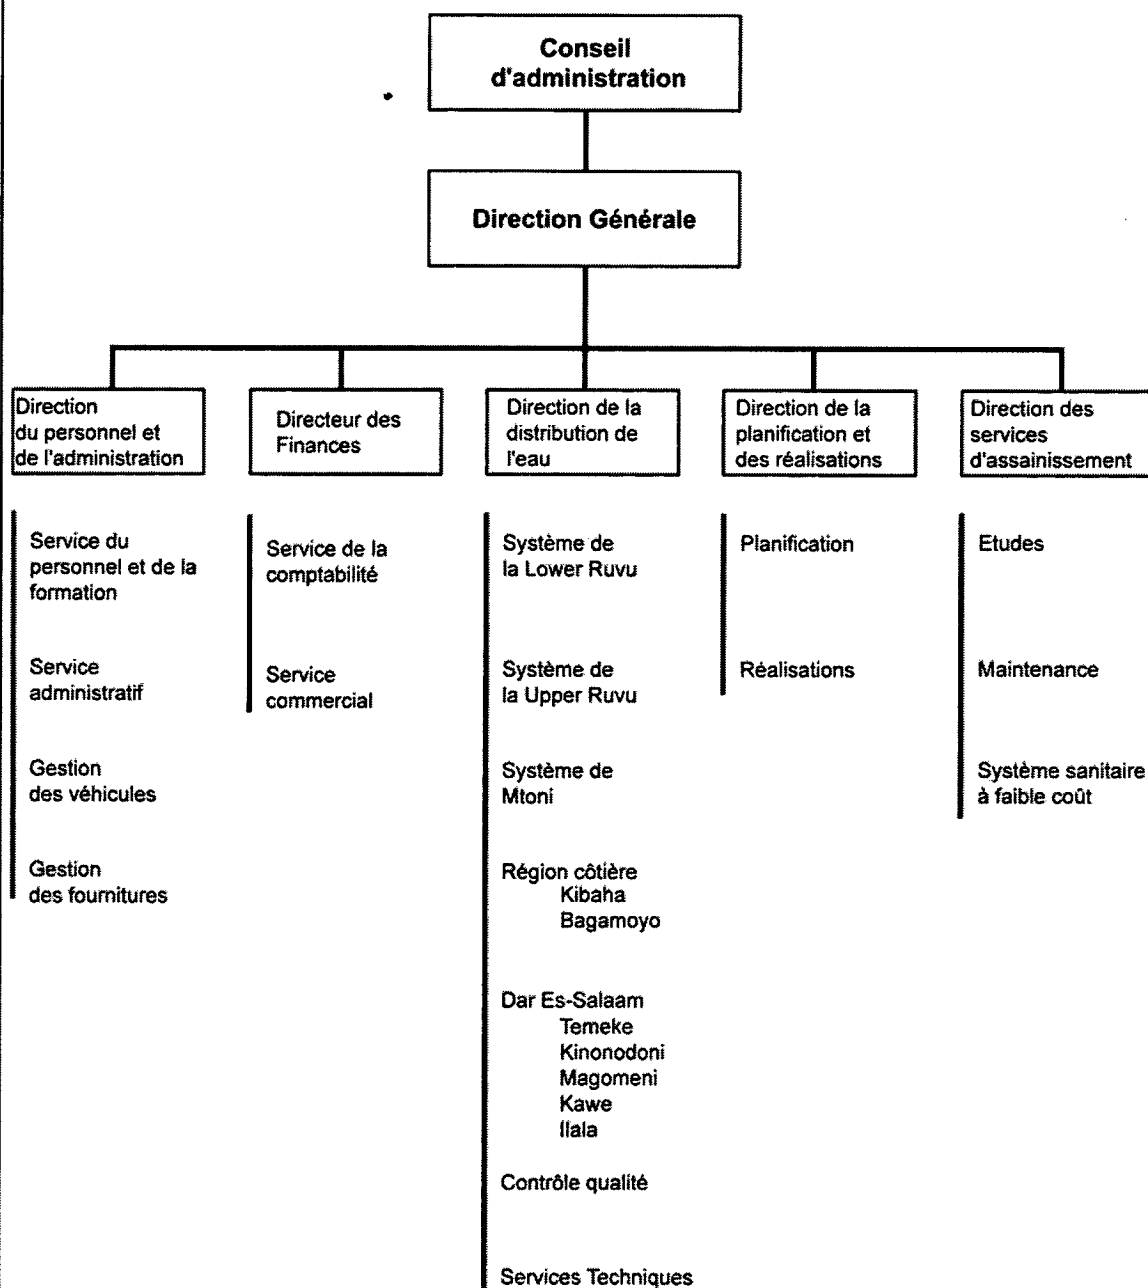 Conseil
d'administration
Direction Générale
Direction
du personnel et
de l'administration
Service du
personnel et de la
formation
Service
administratif
Gestion
des véhicules
Gestion
des fournitures
Directeur des
Finances
Service de la
comptabilité
Service
commercial
Direction de la
distribution de
l'eau
Système de
la Lower Ruvu
Système de
la Upper Ruvu
Système de
Mtoni
Région côtière
Kibaha
Bagamoyo
Dar Es-Salaam
Temeke
Kinonodoni
Magomeni
Kawe
Ilala
Contrôle qualité
Services Techniques
Direction de la
planification et
des réalisations
Planification
Réalisations
Direction des
services
d'assainissement
Etudes
Maintenance
Système sanitaire
à faible coût